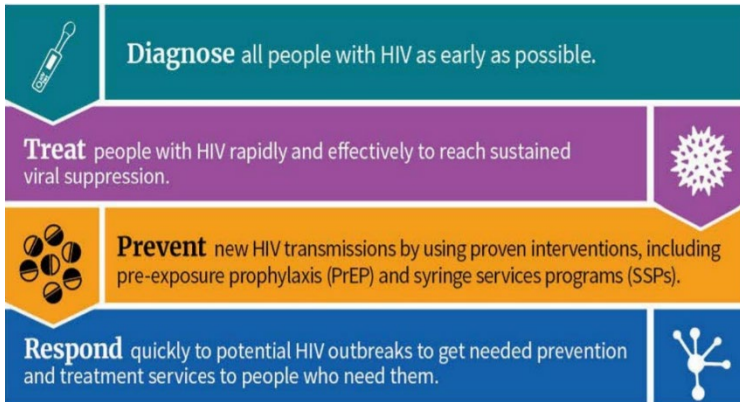 Diagnose all people with HIV as early as possible.
Treat people with HIV rapidly and effectively to reach sustained
viral suppression.
Prevent new HIV transmissions by using proven interventions, including
pre-exposure prophylaxis (PrEP) and syringe services programs (SSPs).
Respond quickly to potential HIV outbreaks to get needed prevention
and treatment services to people who need them.